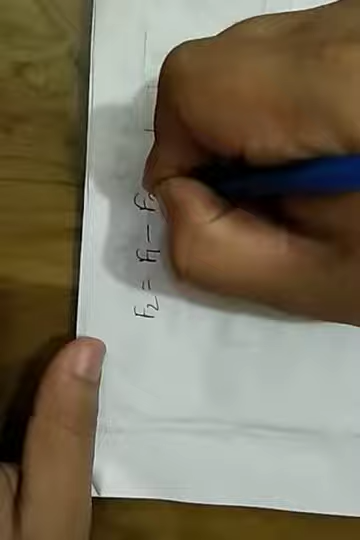 F₂ = F₁ - F